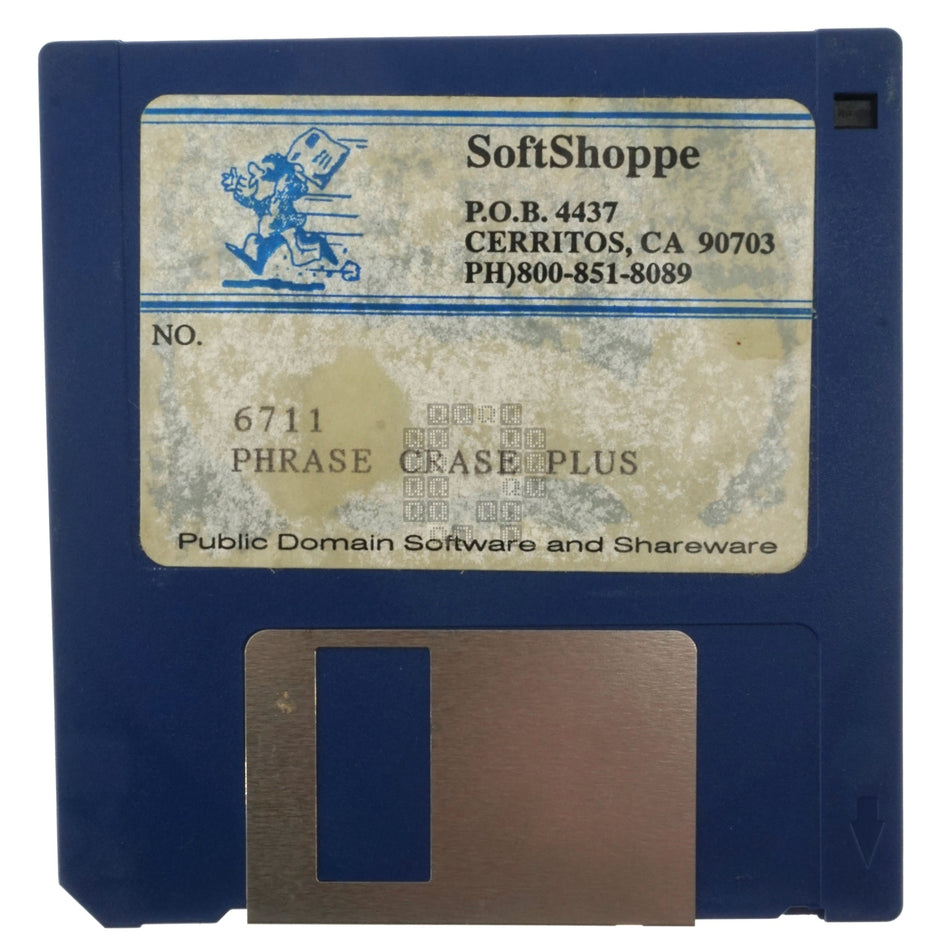 SoftShoppe
P.O.B. 4437
CERRITOS, CA 90703
PH)800-851-8089
NO.
6711
PHRASE CRASE PLUS
Public Domain Software and Shareware